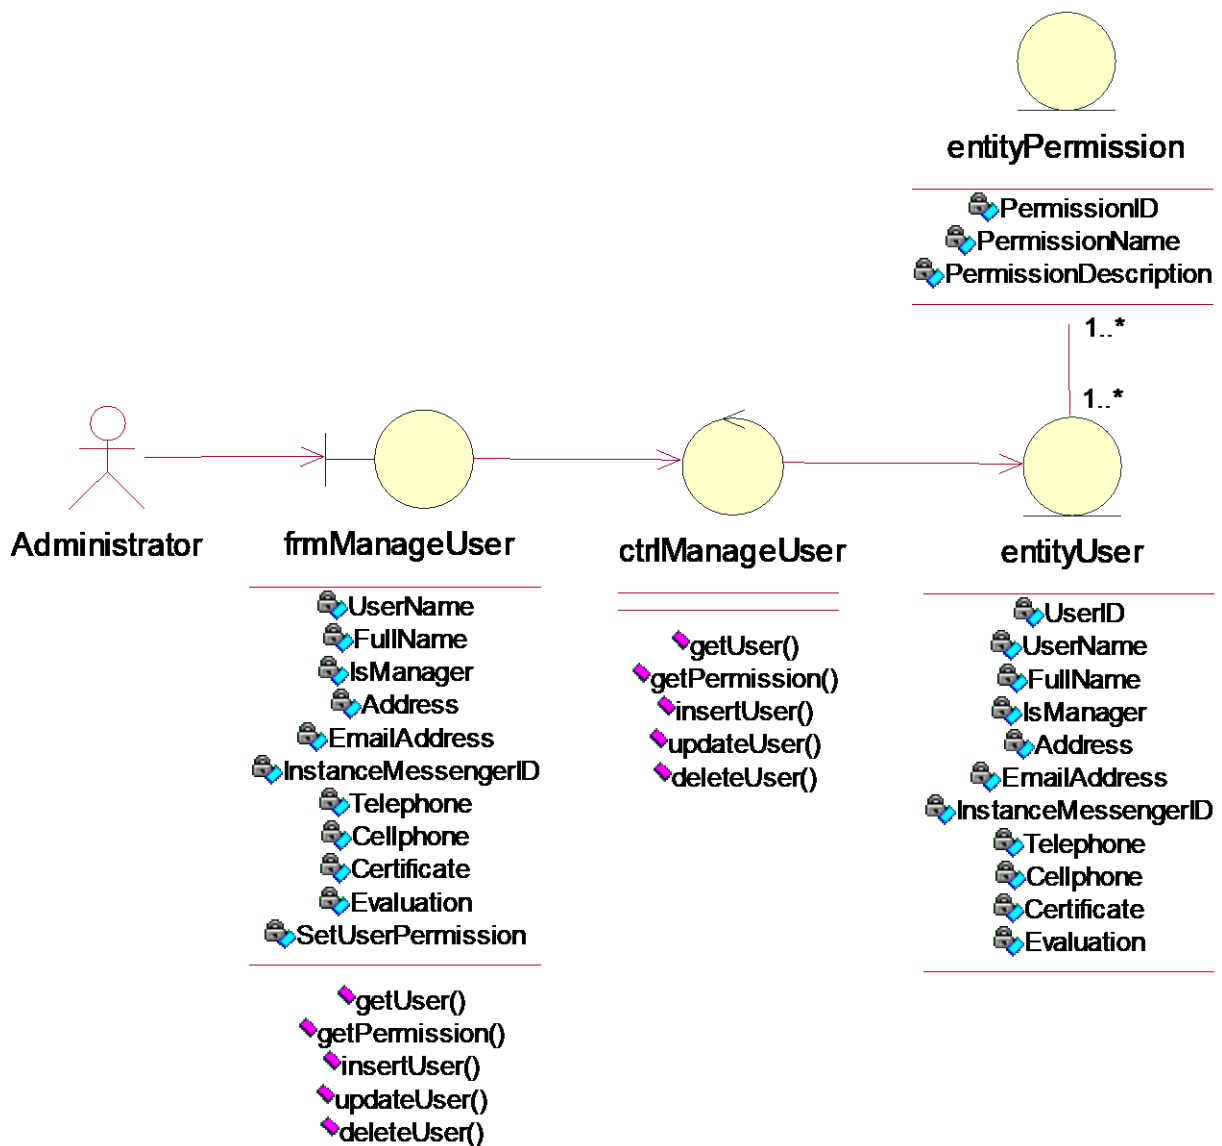 entityPermission
PermissionID
PermissionName
PermissionDescription
1..*
1..*
Administrator
frmManageUser
UserName
FullName
IsManager
Address
EmailAddress
InstanceMessengerID
Telephone
Cellphone
Certificate
Evaluation
SetUserPermission
getUser()
getPermission()
insertUser()
updateUser()
deleteUser()
ctrlManageUser
getUser()
getPermission()
insertUser()
updateUser()
deleteUser()
entityUser
UserID
UserName
FullName
IsManager
Address
EmailAddress
InstanceMessengerID
Telephone
Cellphone
Certificate
Evaluation